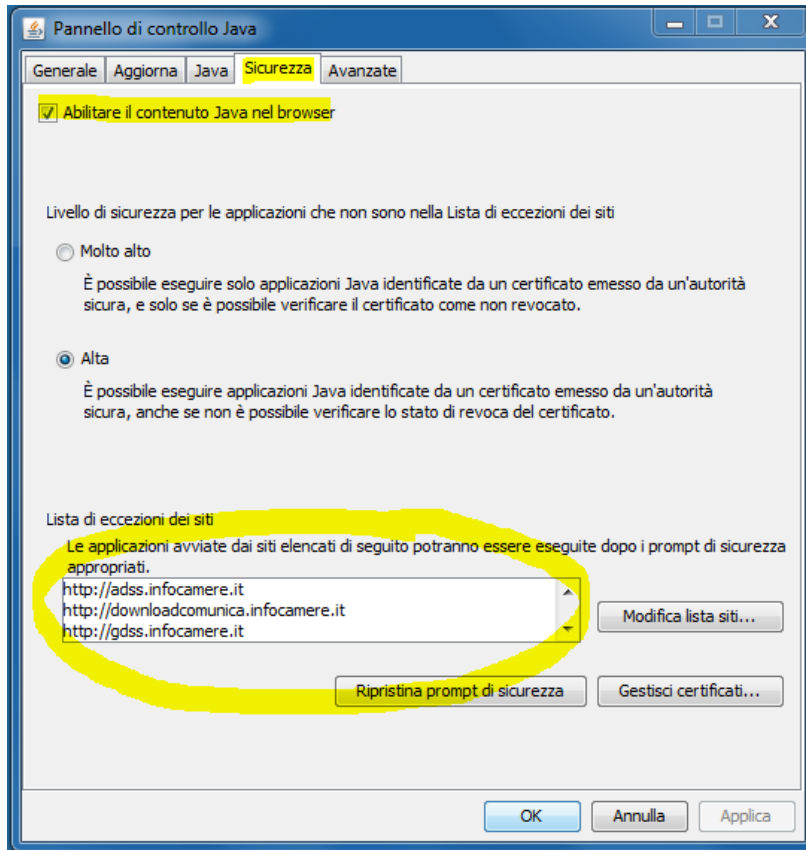 Pannello di controllo Java
Generale Aggiorna Java Sicurezza Avanzate
Abilitare il contenuto Java nel browser
Livello di sicurezza per le applicazioni che non sono nella Lista di eccezioni dei siti
Molto alto
È possibile eseguire solo applicazioni Java identificate da un certificato emesso da un'autorità
sicura, e solo se è possibile verificare il certificato come non revocato.
Alta
È possibile eseguire applicazioni Java identificate da un certificato emesso da un'autorità
sicura, anche se non è possibile verificare lo stato di revoca del certificato.
Lista di eccezioni dei siti
Le applicazioni avviate dai siti elencati di seguito potranno essere eseguite dopo i prompt di sicurezza
appropriati.
http://adss.infocamere.it
http://downloadcomunica.infocamere.it
http://gdss.infocamere.it
Modifica lista siti...
Ripristina prompt di sicurezza Gestisci certificati...
OK Annulla Applica